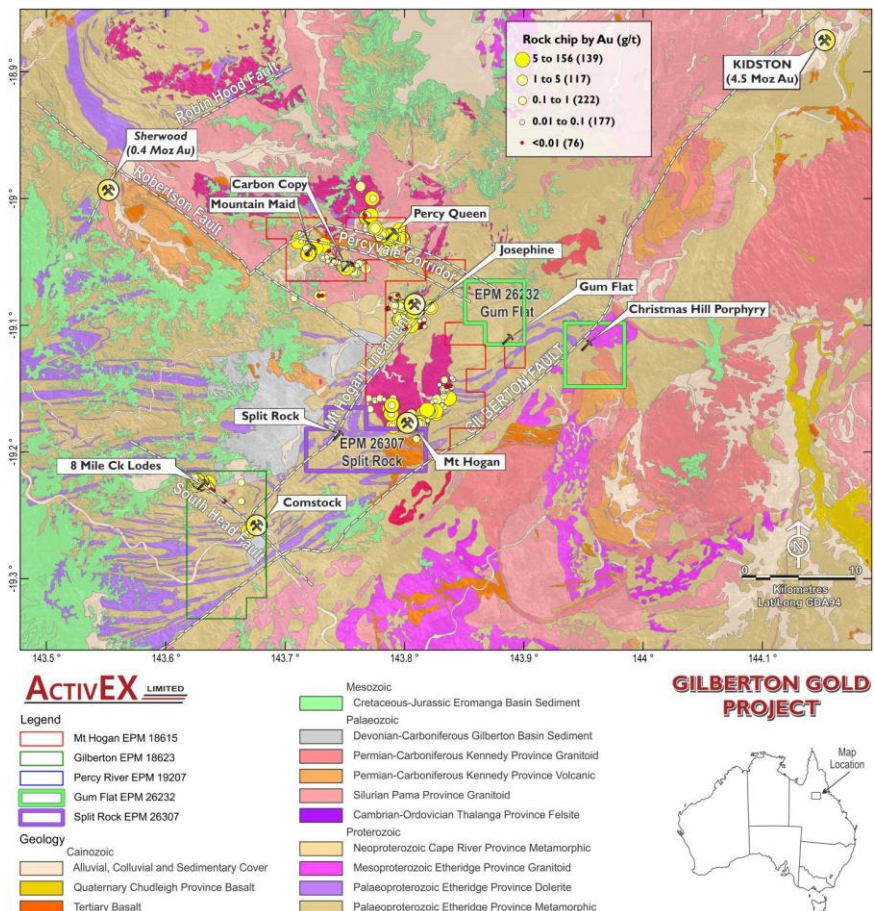 Rock chip by Au (g/t)
5 to 156 (139)
1 to 5 (117)
0.1 to 1 (222)
0.01 to 0.1 (177)
<0.01 (76)
KIDSTON
(4.5 Moz Au)
-18.9°
Robin Hood Fault
Sherwood
(0.4 Moz Au)
-19°
Robertson Fault
Carbon Copy
Mountain Maid
Percy Queen
Percyvale Corridor
Josephine
EPM 26232
Gum Flat
Gum Flat
Christmas Hill Porphyry
-19.1°
Mt Hogan Lineament
GILBERTON FAULT
Split Rock
EPM 26307
Split Rock
-19.2°
Mt Hogan
8 Mile Ck Lodes
South Head Fault
Comstock
-19.3°
N
0 10
Kilometres
Lat/Long GDA94
143.5 ° 143.6 ° 143.7 ° 143.8 ° 143.9 ° 144 ° 144.1 °
ACTIVEX LIMITED
Legend
Mt Hogan EPM 18615
Gilberton EPM 18623
Percy River EPM 19207
Gum Flat EPM 26232
Split Rock EPM 26307
Geology
Cainozoic
Alluvial, Colluvial and Sedimentary Cover
Quaternary Chudleigh Province Basalt
Tertiary Basalt
Mesozoic
Cretaceous-Jurassic Eromanga Basin Sediment
Palaeozoic
Devonian-Carboniferous Gilberton Basin Sediment
Permian-Carboniferous Kennedy Province Granitoid
Permian-Carboniferous Kennedy Province Volcanic
Silurian Pama Province Granitoid
Cambrian-Ordovician Thalanga Province Felsite
Proterozoic
Neoproterozoic Cape River Province Metamorphic
Mesoproterozoic Etheridge Province Granitoid
Palaeoproterozoic Etheridge Province Dolerite
Palaeoproterozoic Etheridge Province Metamorphic
GILBERTON GOLD
PROJECT
Map
Location